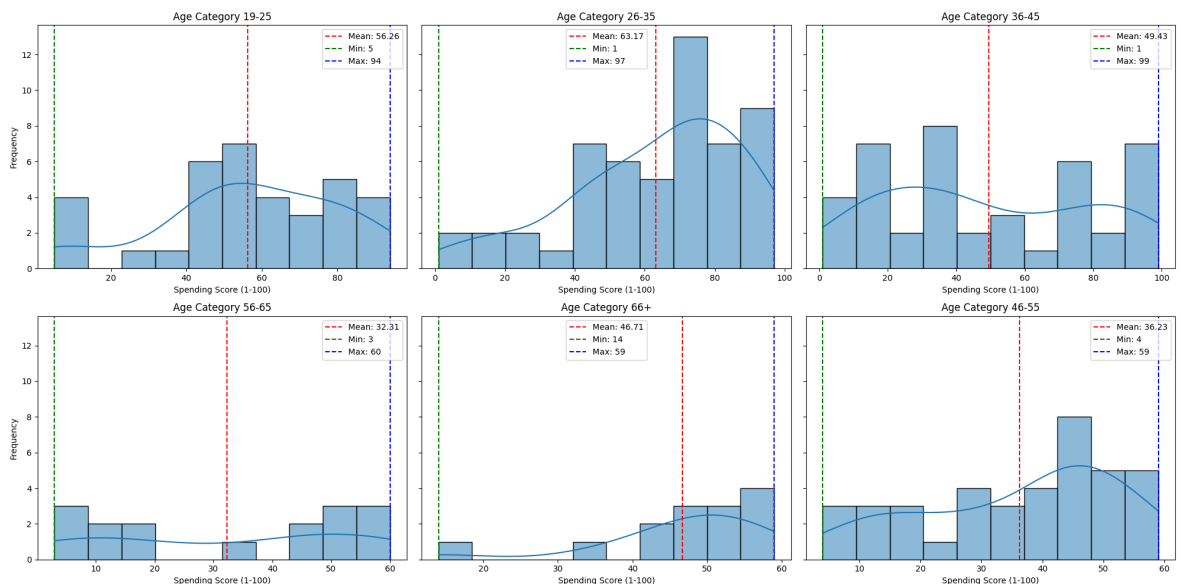 Age Category 19-25
Mean: 56.26
Min: 5
Max: 94
Frequency
0
2
4
6
8
10
12
40
60
80
Spending Score (1-100)
Age Category 26-35
Mean: 63.17
Min: 1
Max: 97
0
20
40
60
80
100
Spending Score (1-100)
Age Category 36-45
Mean: 49.43
Min: 1
Max: 99
0
20
40
60
80
100
Spending Score (1-100)
Age Category 56-65
Mean: 32.31
Min: 3
Max: 60
Frequency
0
2
4
6
8
10
12
10
20
30
40
50
60
Spending Score (1-100)
Age Category 66+
Mean: 46.71
Min: 14
Max: 59
20
30
40
50
60
Spending Score (1-100)
Age Category 46-55
Mean: 36.23
Min: 4
Max: 59
10
20
30
40
50
60
Spending Score (1-100)